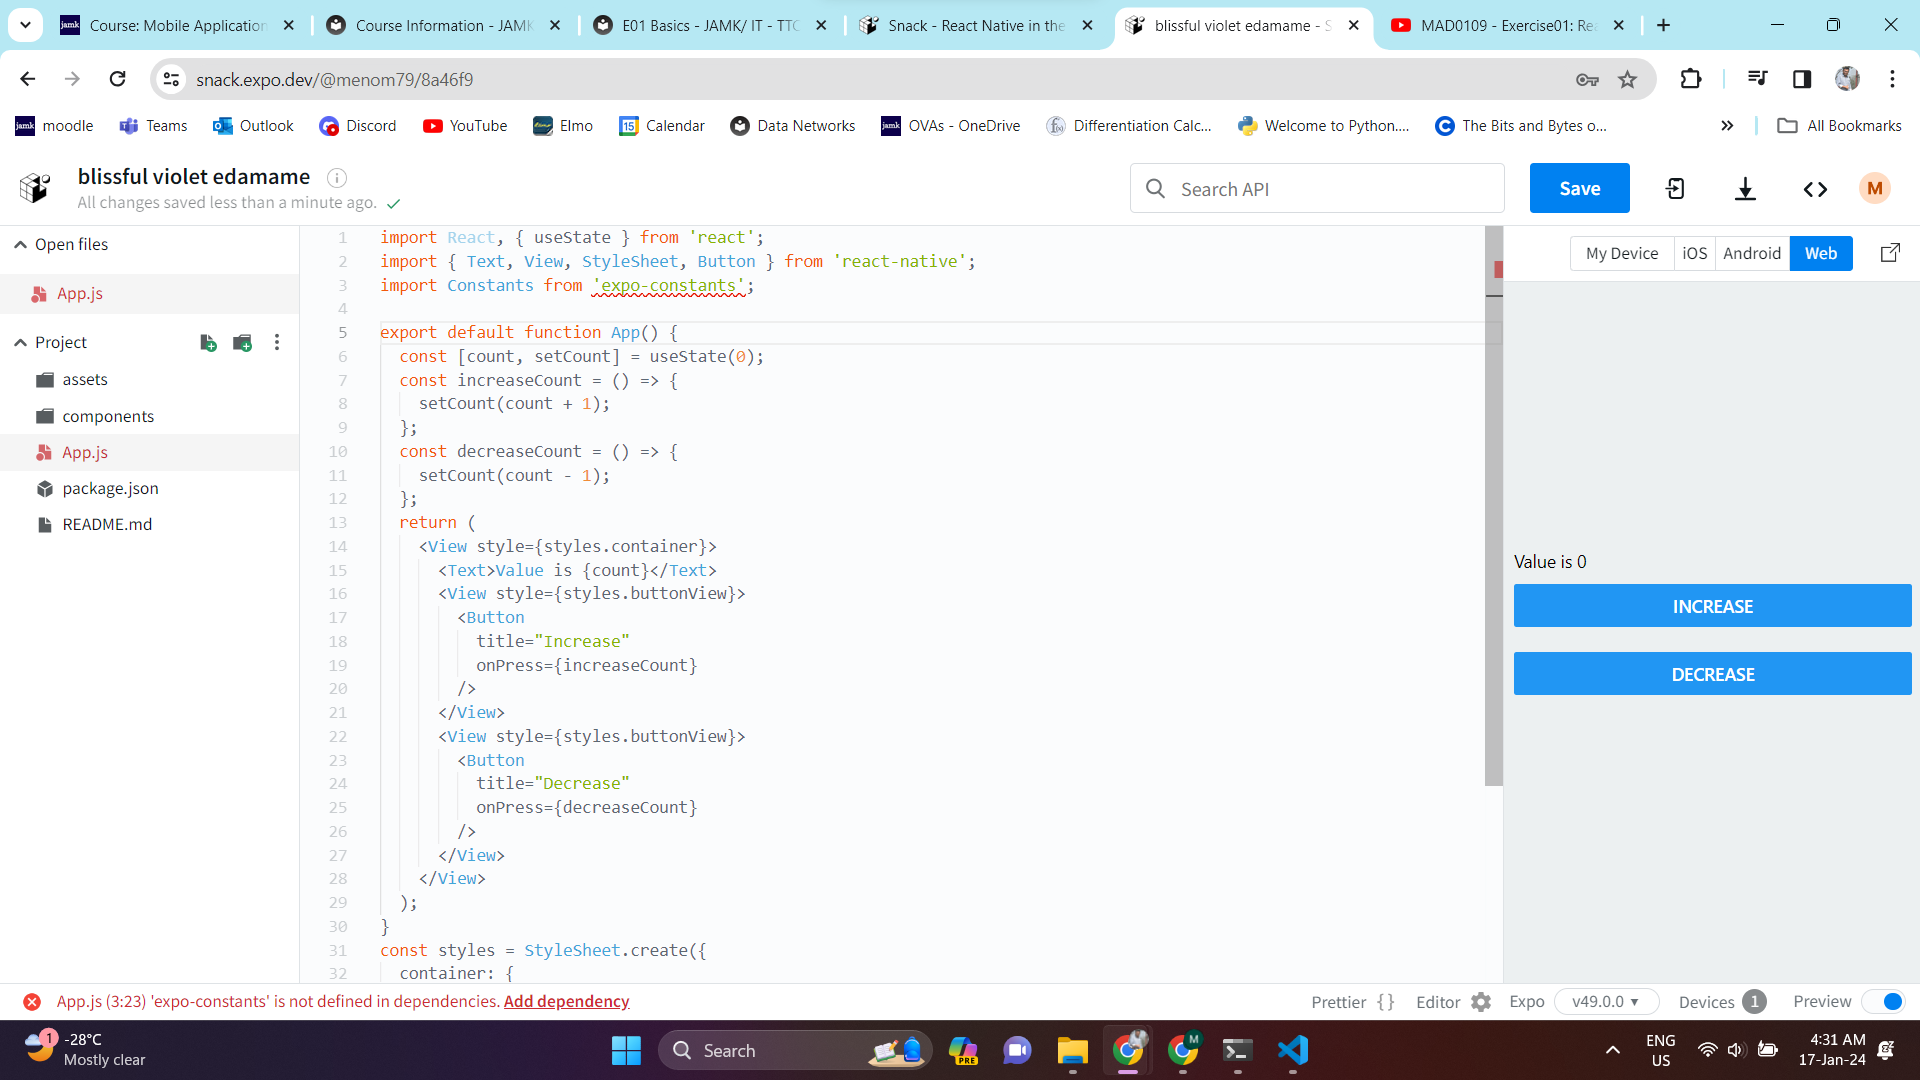 Course: Mobile Application
Course Information - JAMK
E01 Basics - JAMK/ IT - TTC
Snack - React Native in the
blissful violet edamame - S
MAD0109 - Exercise01: Rea
snack.expo.dev/@menom79/8a46f9
jamk moodle
Teams
Outlook
Discord
YouTube
Elmo
15 Calendar
Data Networks
jamk OVAs - OneDrive
f(x) Differentiation Calc...
Welcome to Python....
C The Bits and Bytes o...
All Bookmarks
blissful violet edamame
All changes saved less than a minute ago.
Search API
Save
M
Open files
App.js
Project
assets
components
App.js
package.json
README.md
1 import React, { useState } from 'react';
2 import { Text, View, StyleSheet, Button } from 'react-native';
3 import Constants from 'expo-constants';
4
5 export default function App() {
6 const [count, setCount] = useState(0);
7 const increaseCount = () => {
8 setCount(count + 1);
9 };
10 const decreaseCount = () => {
11 setCount(count - 1);
12 };
13 return (
14 <View style={styles.container}>
15 <Text>Value is {count}</Text>
16 <View style={styles.buttonView}>
17 <Button
18 title="Increase"
19 onPress={increaseCount}
20 />
21 </View>
22 <View style={styles.buttonView}>
23 <Button
24 title="Decrease"
25 onPress={decreaseCount}
26 />
27 </View>
28 </View>
29 );
30 }
31 const styles = StyleSheet.create({
32 container: {
My Device iOS Android Web
Value is 0
INCREASE
DECREASE
App.js (3:23) 'expo-constants' is not defined in dependencies. Add dependency
Prettier {} Editor Expo v49.0.0 Devices 1 Preview
1 -28°C
Mostly clear
Search
PRE
M
ENG
US
4:31 AM
17-Jan-24